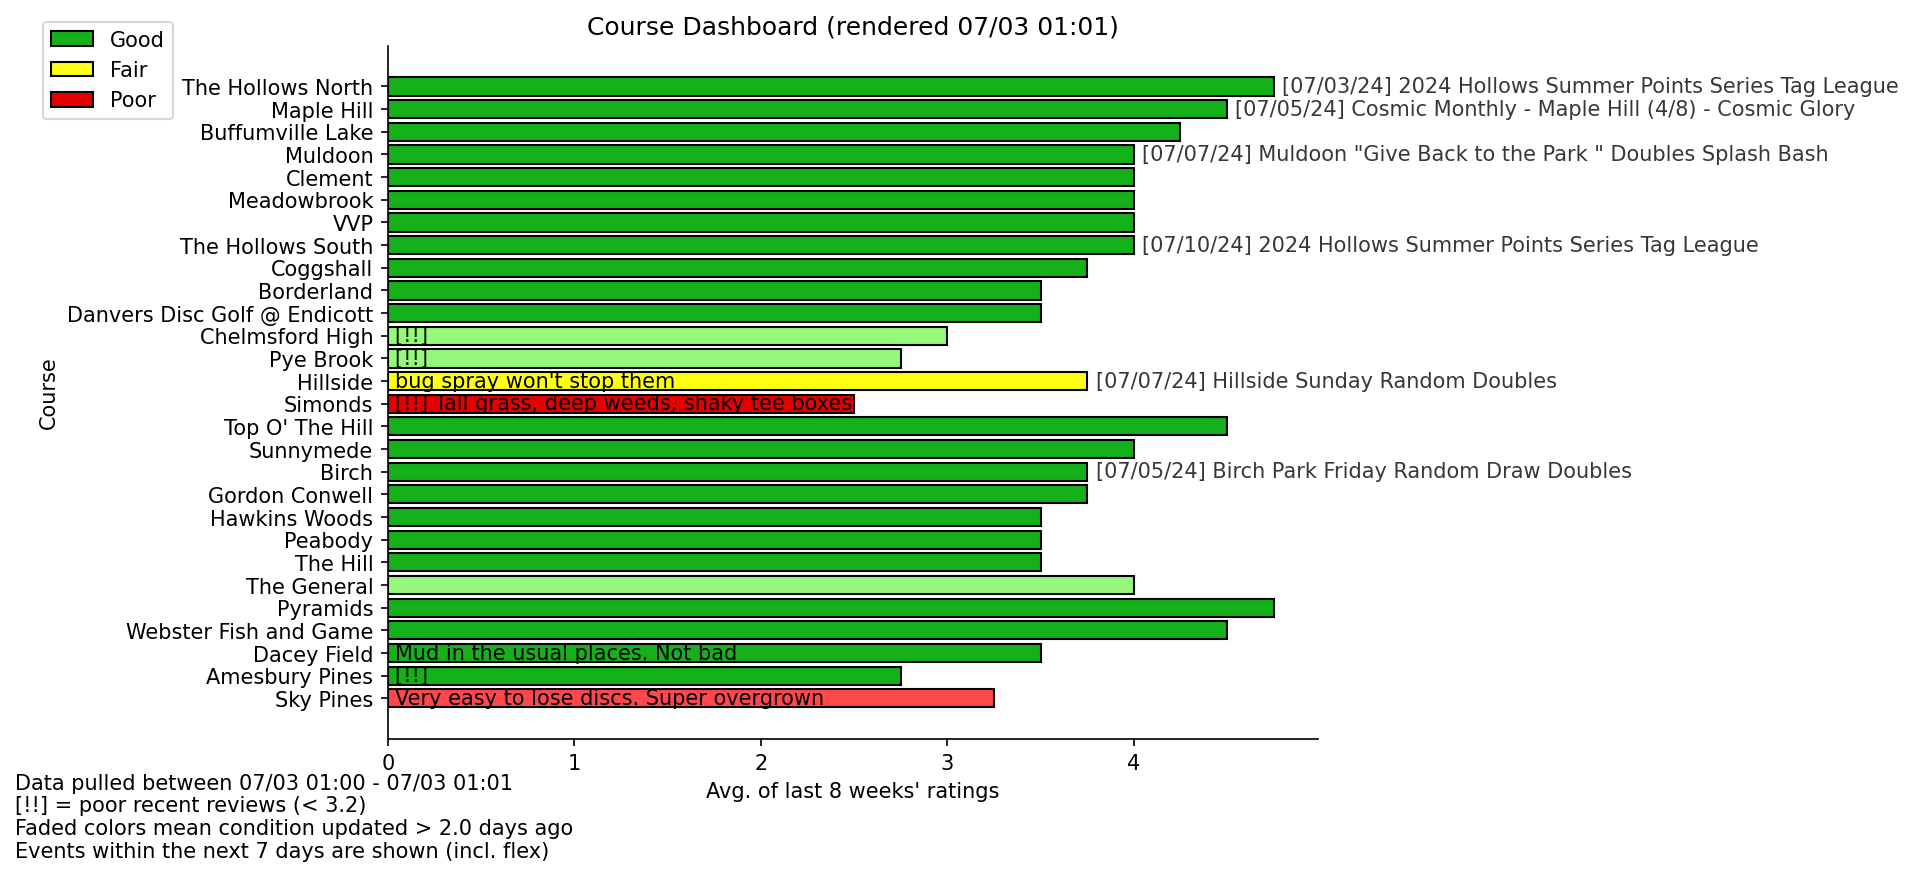 Course Dashboard (rendered 07/03 01:01)
Good
Fair
Poor
The Hollows North [07/03/24] 2024 Hollows Summer Points Series Tag League
Maple Hill [07/05/24] Cosmic Monthly - Maple Hill (4/8) - Cosmic Glory
Buffumville Lake
Muldoon [07/07/24] Muldoon "Give Back to the Park " Doubles Splash Bash
Clement
Meadowbrook
VVP
The Hollows South [07/10/24] 2024 Hollows Summer Points Series Tag League
Coggshall
Borderland
Danvers Disc Golf @ Endicott
Chelmsford High [!!]
Pye Brook [!!]
Hillside bug spray won't stop them [07/07/24] Hillside Sunday Random Doubles
Simonds [!!] Tall grass, deep weeds, shaky tee boxes
Top O' The Hill
Sunnymede
Birch [07/05/24] Birch Park Friday Random Draw Doubles
Gordon Conwell
Hawkins Woods
Peabody
The Hill
The General
Pyramids
Webster Fish and Game
Dacey Field Mud in the usual places. Not bad
Amesbury Pines [!!]
Sky Pines Very easy to lose discs. Super overgrown
Course
0 1 2 3 4
Avg. of last 8 weeks' ratings
Data pulled between 07/03 01:00 - 07/03 01:01
[!!] = poor recent reviews (< 3.2)
Faded colors mean condition updated > 2.0 days ago
Events within the next 7 days are shown (incl. flex)